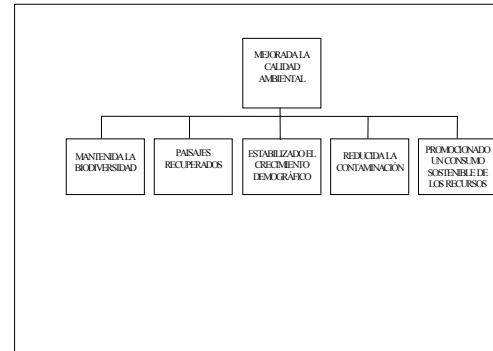 MEJORADA LA
CALIDAD
AMBIENTAL
MANTENIDA LA
BIODIVERSIDAD
PAISAJES
RECUPERADOS
ESTABILIZADO EL
CRECIMIENTO
DEMOGRÁFICO
REDUCIDA LA
CONTAMINACIÓN
PROMOCIONADO
UN CONSUMO
SOSTENIBLE DE
LOS RECURSOS